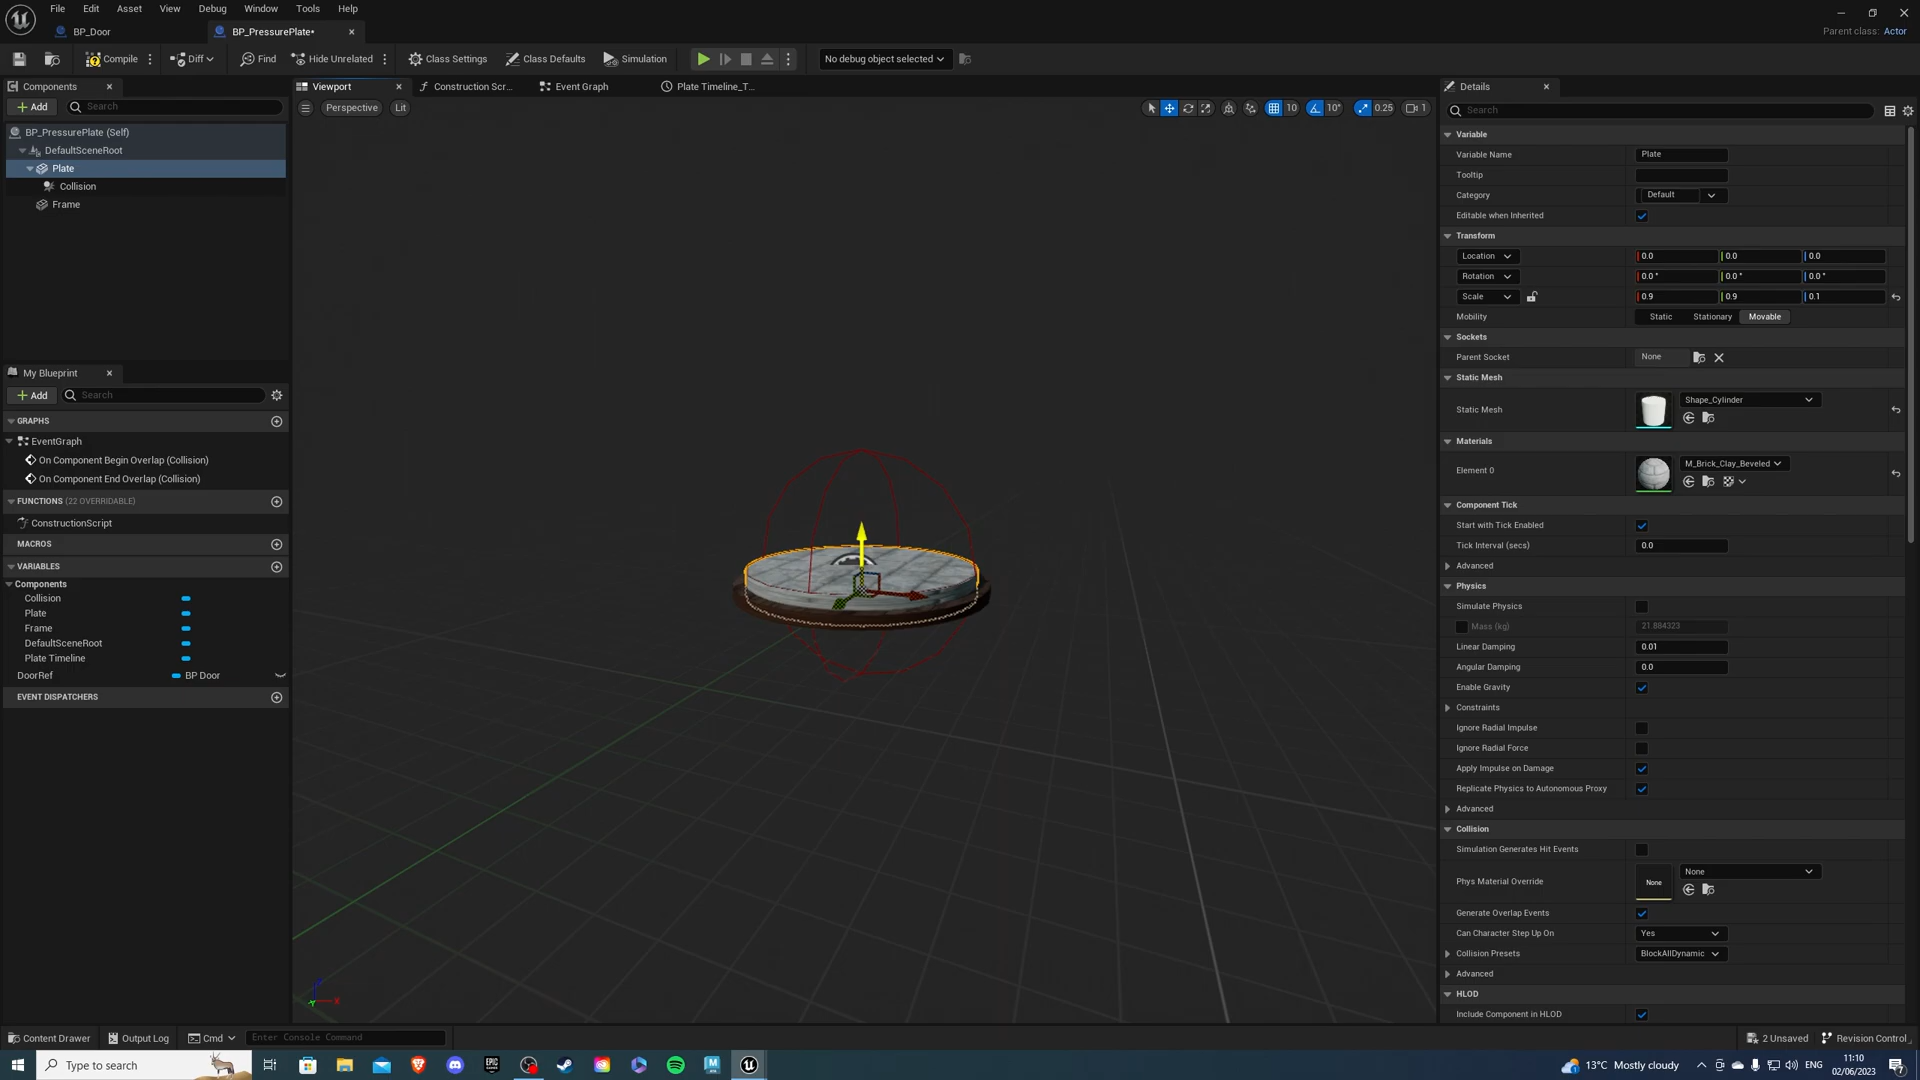 File Edit Asset View Debug Window Tools Help
BP_Door BP_PressurePlate*
Parent class: Actor
Compile Diff Find Hide Unrelated Class Settings Class Defaults Simulation No debug object selected
Components
Add Search
BP_PressurePlate (Self)
DefaultSceneRoot
Plate
Collision
Frame
My Blueprint
Add Search
GRAPHS
EventGraph
On Component Begin Overlap (Collision)
On Component End Overlap (Collision)
FUNCTIONS (22 OVERRIDABLE)
ConstructionScript
MACROS
VARIABLES
Components
Collision
Plate
Frame
DefaultSceneRoot
Plate Timeline
DoorRef BP Door
EVENT DISPATCHERS
Viewport Construction Scr... Event Graph Plate Timeline_T...
Perspective Lit
10 10° 0.25 1
Details
Search
Variable
Variable Name Plate
Tooltip
Category Default
Editable when Inherited
Transform
Location 0.0 0.0 0.0
Rotation 0.0 ° 0.0 ° 0.0 °
Scale 0.9 0.9 0.1
Mobility Static Stationary Movable
Sockets
Parent Socket None
Static Mesh
Static Mesh Shape_Cylinder
Materials
Element 0 M_Brick_Clay_Beveled
Component Tick
Start with Tick Enabled
Tick Interval (secs) 0.0
Advanced
Physics
Simulate Physics
Mass (kg) 21.884323
Linear Damping 0.01
Angular Damping 0.0
Enable Gravity
Constraints
Ignore Radial Impulse
Ignore Radial Force
Apply Impulse on Damage
Replicate Physics to Autonomous Proxy
Advanced
Collision
Simulation Generates Hit Events
Phys Material Override None None
Generate Overlap Events
Can Character Step Up On Yes
Collision Presets BlockAllDynamic
Advanced
HLOD
Include Component in HLOD
Content Drawer Output Log Cmd Enter Console Command
2 Unsaved Revision Control
Type to search
13°C Mostly cloudy ENG 11:10
02/06/2023